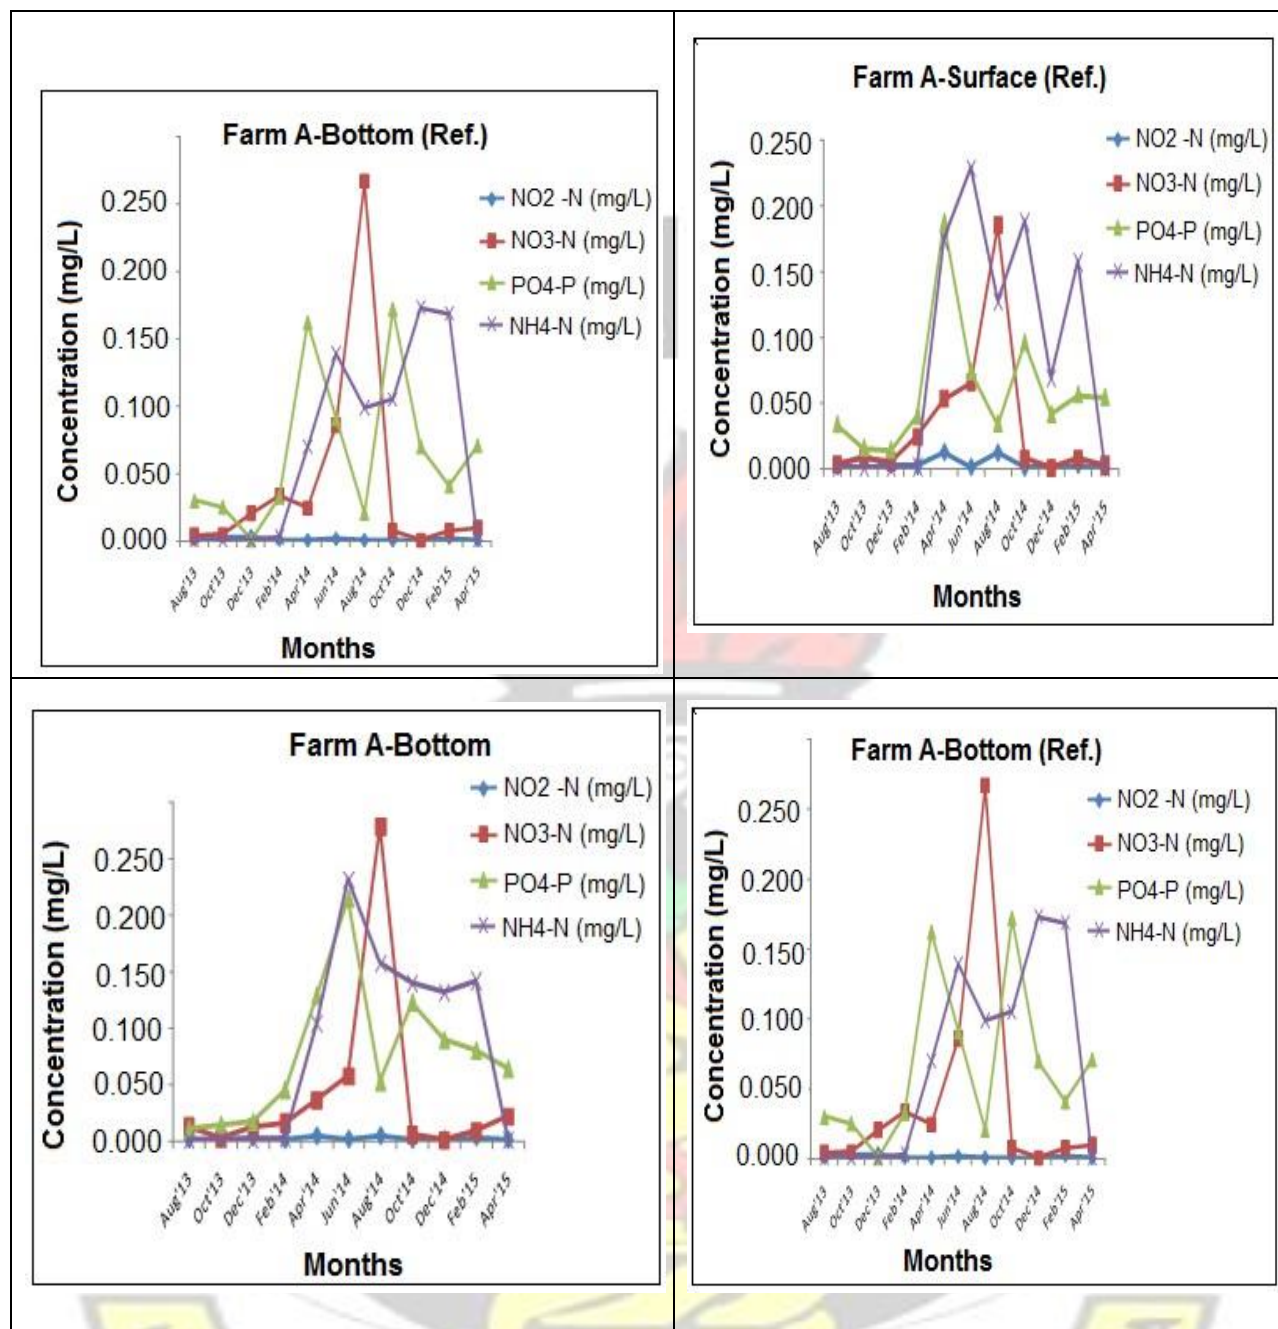 Farm A-Bottom (Ref.)
Concentration (mg/L)
0.250
0.200
0.150
0.100
0.050
0.000
NO2 -N (mg/L)
NO3-N (mg/L)
PO4-P (mg/L)
NH4-N (mg/L)
Aug'13 Oct'13 Dec'13 Feb'14 Apr'14 Jun'14 Aug'14 Oct'14 Dec'14 Feb'15 Apr'15
Months
Farm A-Surface (Ref.)
Concentration (mg/L)
0.250
0.200
0.150
0.100
0.050
0.000
NO2 -N (mg/L)
NO3-N (mg/L)
PO4-P (mg/L)
NH4-N (mg/L)
Aug'13 Oct'13 Dec'13 Feb'14 Apr'14 Jun'14 Aug'14 Oct'14 Dec'14 Feb'15 Apr'15
Months
Farm A-Bottom
Concentration (mg/L)
0.250
0.200
0.150
0.100
0.050
0.000
NO2 -N (mg/L)
NO3-N (mg/L)
PO4-P (mg/L)
NH4-N (mg/L)
Aug'13 Oct'13 Dec'13 Feb'14 Apr'14 Jun'14 Aug'14 Oct'14 Dec'14 Feb'15 Apr'15
Months
Farm A-Bottom (Ref.)
Concentration (mg/L)
0.250
0.200
0.150
0.100
0.050
0.000
NO2 -N (mg/L)
NO3-N (mg/L)
PO4-P (mg/L)
NH4-N (mg/L)
Aug'13 Oct'13 Dec'13 Feb'14 Apr'14 Jun'14 Aug'14 Oct'14 Dec'14 Feb'15 Apr'15
Months